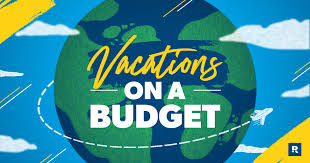 Vacations
ON A
BUDGET
R